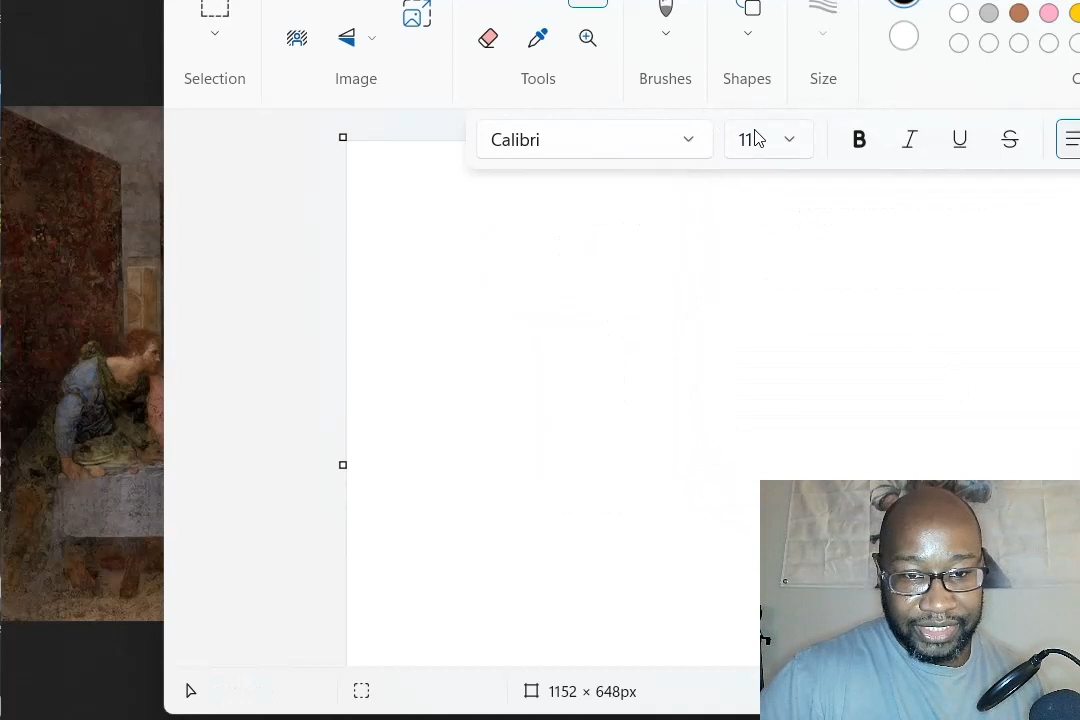 Selection
Image
Tools
Brushes
Shapes
Size
Calibri
11
B I U S
1152 × 648px